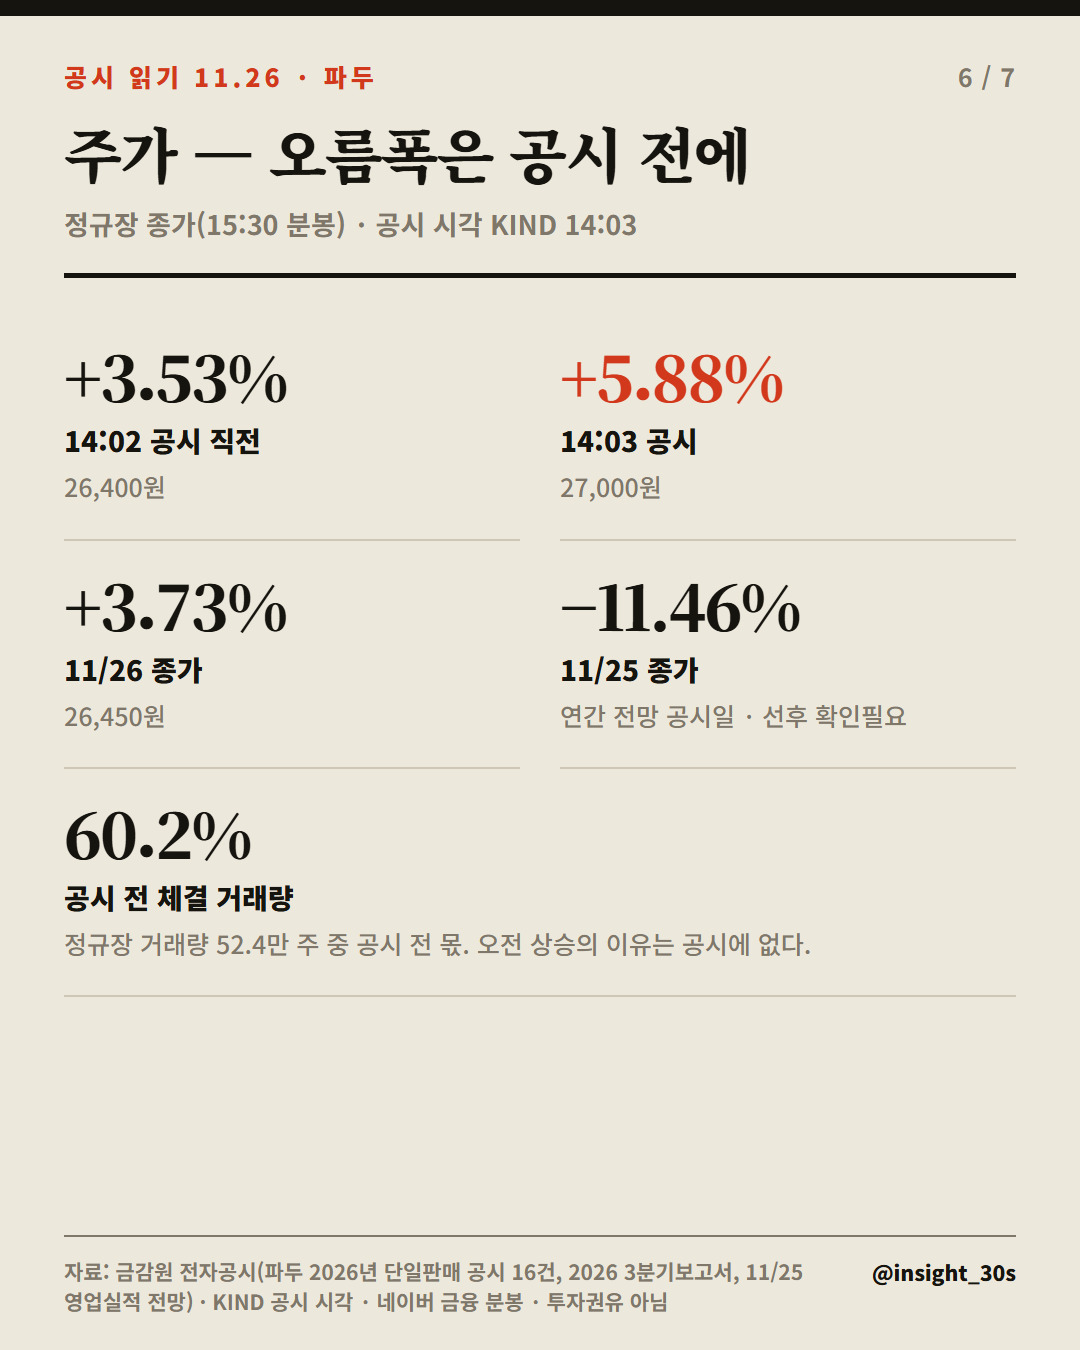 공시 읽기 11.26 · 파두
6 / 7
주가 — 오름폭은 공시 전에
정규장 종가(15:30 분봉) · 공시 시각 KIND 14:03
+3.53%
14:02 공시 직전
26,400원
+5.88%
14:03 공시
27,000원
+3.73%
11/26 종가
26,450원
−11.46%
11/25 종가
연간 전망 공시일 · 선후 확인필요
60.2%
공시 전 체결 거래량
정규장 거래량 52.4만 주 중 공시 전 몫. 오전 상승의 이유는 공시에 없다.
자료: 금감원 전자공시(파두 2026년 단일판매 공시 16건, 2026 3분기보고서, 11/25
영업실적 전망) · KIND 공시 시각 · 네이버 금융 분봉 · 투자권유 아님
@insight_30s